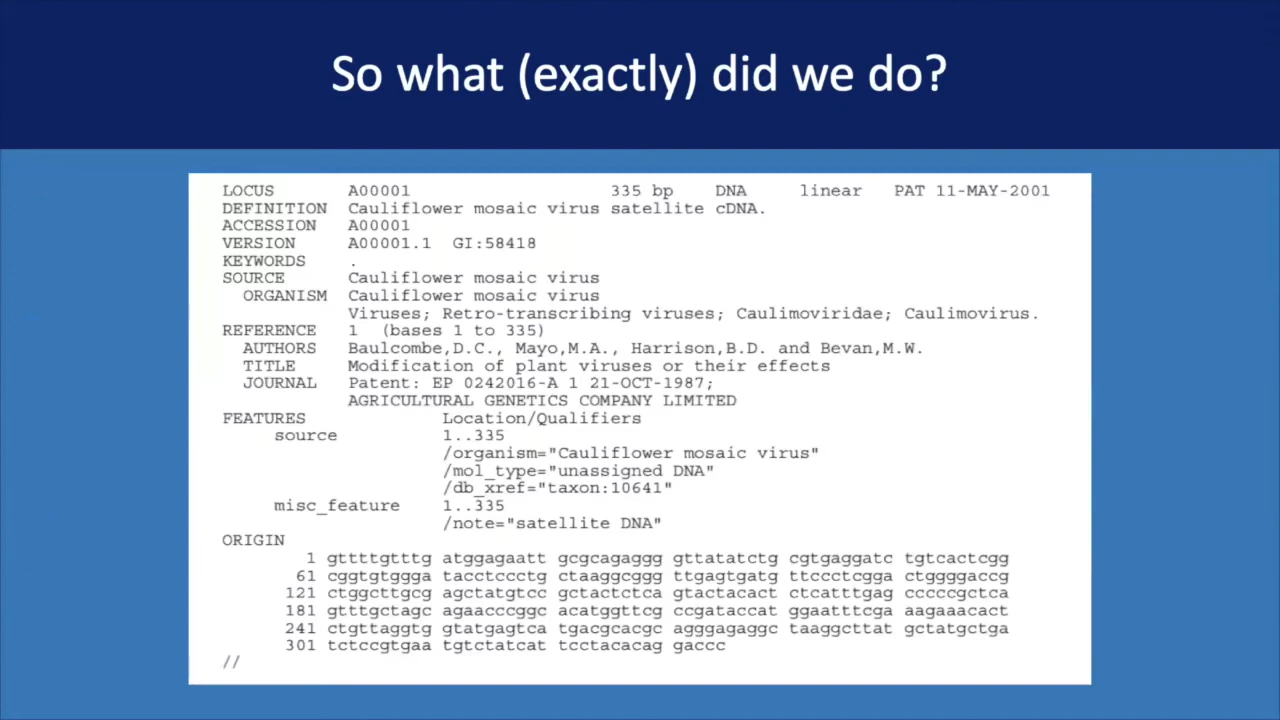 So what (exactly) did we do?
LOCUS       A00001                   335 bp    DNA     linear   PAT 11-MAY-2001
DEFINITION  Cauliflower mosaic virus satellite cDNA.
ACCESSION   A00001
VERSION     A00001.1  GI:58418
KEYWORDS    .
SOURCE      Cauliflower mosaic virus
  ORGANISM  Cauliflower mosaic virus
            Viruses; Retro-transcribing viruses; Caulimoviridae; Caulimovirus.
REFERENCE   1  (bases 1 to 335)
  AUTHORS   Baulcombe,D.C., Mayo,M.A., Harrison,B.D. and Bevan,M.W.
  TITLE     Modification of plant viruses or their effects
  JOURNAL   Patent: EP 0242016-A 1 21-OCT-1987;
            AGRICULTURAL GENETICS COMPANY LIMITED
FEATURES             Location/Qualifiers
     source          1..335
                     /organism="Cauliflower mosaic virus"
                     /mol_type="unassigned DNA"
                     /db_xref="taxon:10641"
     misc_feature    1..335
                     /note="satellite DNA"
ORIGIN
        1 gttttgtttg atggagaatt gcgcagaggg gttatatctg cgtgaggatc tgtcactcgg
       61 cggtgtggga tacctccctg ctaaggcggg ttgagtgatg ttccctcgga ctggggaccg
      121 ctggcttgcg agctatgtcc gctactctca gtactacact ctcatttgag cccccgctca
      181 gtttgctagc agaacccggc acatggttcg ccgataccat ggaatttcga aagaaacact
      241 ctgttaggtg gtatgagtca tgacgcacgc agggagaggc taaggcttat gctatgctga
      301 tctccgtgaa tgtctatcat tcctacacag gaccc
//